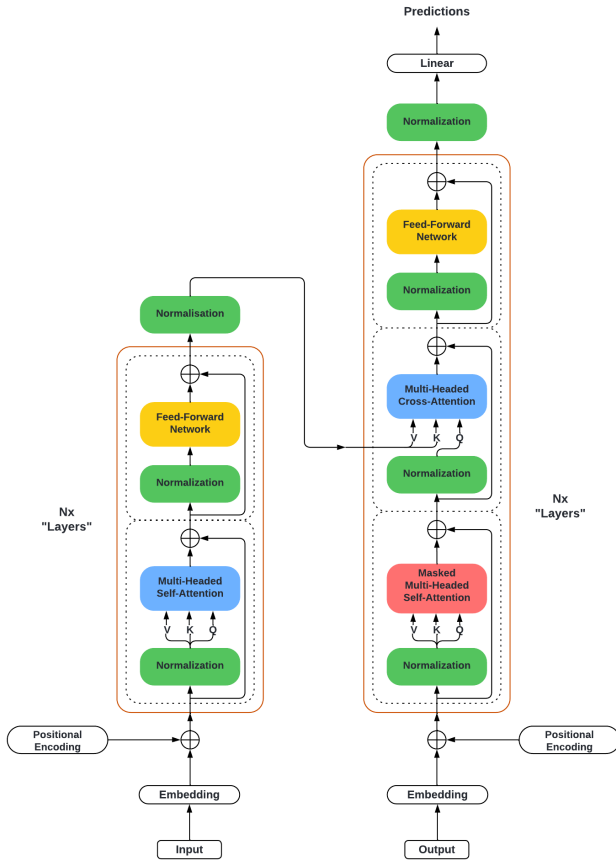 Predictions
Linear
Normalization
Feed-Forward
Network
Normalization
Multi-Headed
Cross-Attention
V K Q
Normalization
Masked
Multi-Headed
Self-Attention
V K Q
Normalization
Nx
"Layers"
Positional
Encoding
Embedding
Output
Normalisation
Feed-Forward
Network
Normalization
Multi-Headed
Self-Attention
V K Q
Normalization
Nx
"Layers"
Positional
Encoding
Embedding
Input